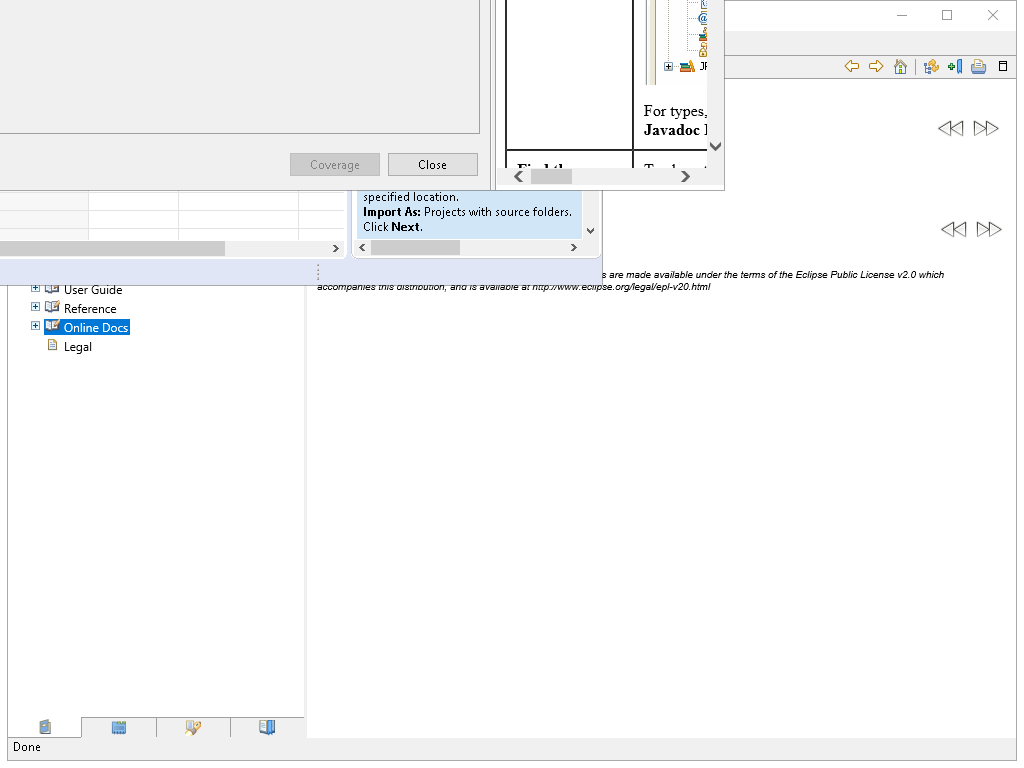 For types,
Javadoc
Coverage
Close
specified location.
Import As: Projects with source folders.
Click Next.
are made available under the terms of the Eclipse Public License v2.0 which
accompanies this distribution, and is available at http://www.eclipse.org/legal/epl-v20.html
User Guide
Reference
Online Docs
Legal
Done